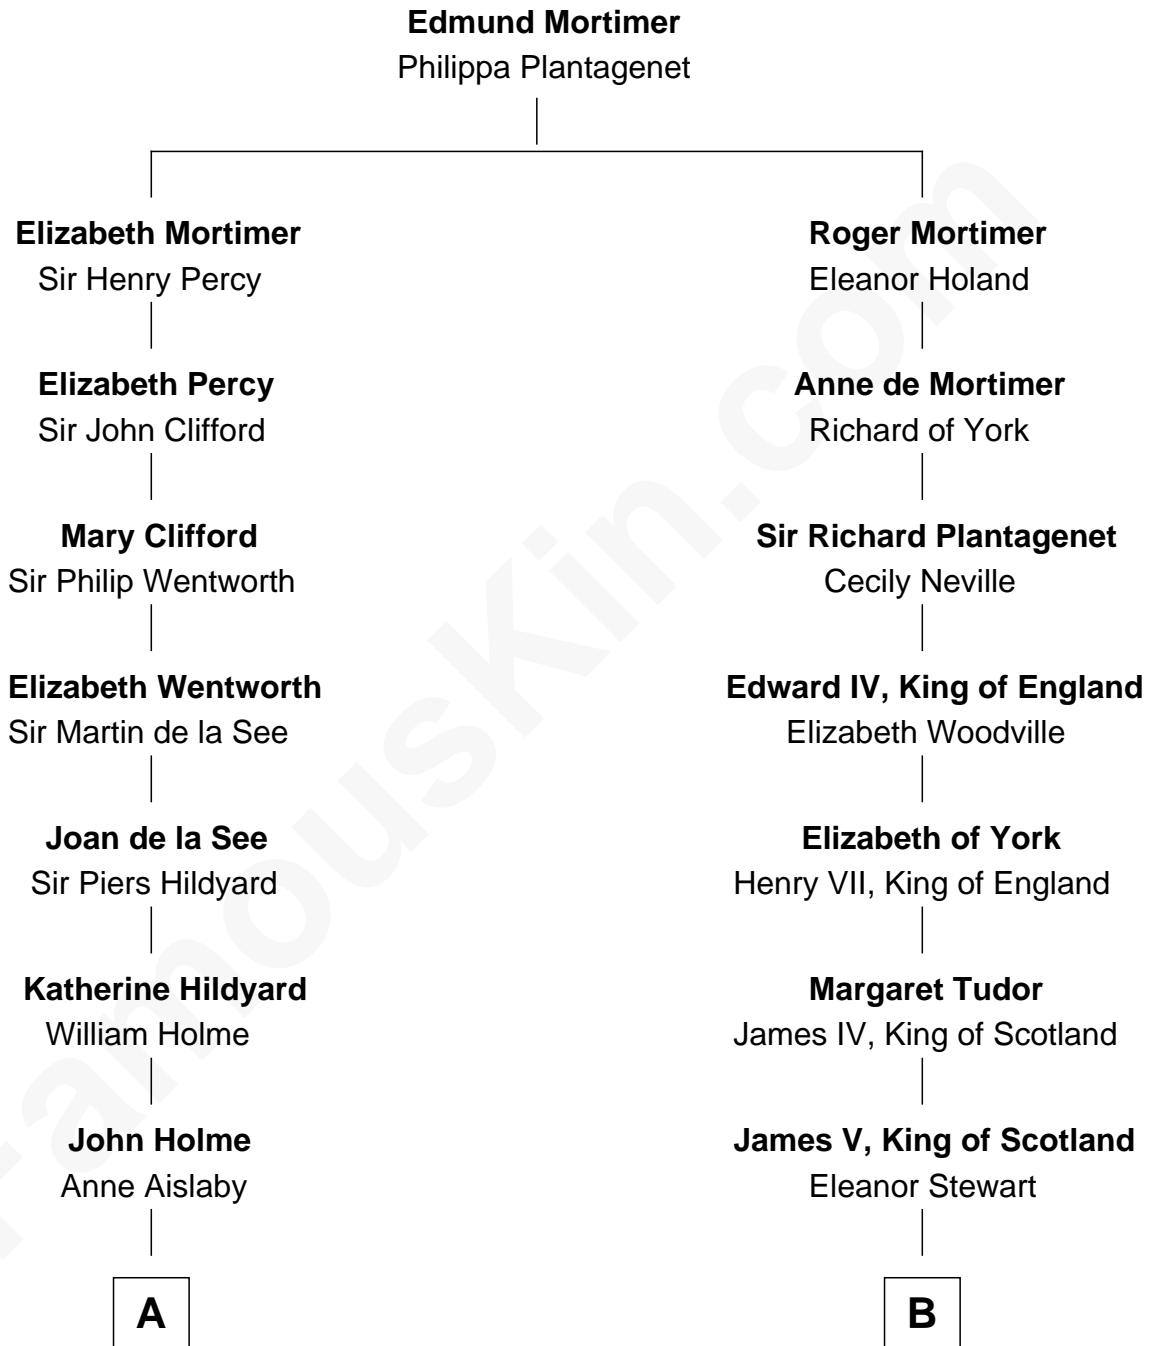 Edmund Mortimer
Philippa Plantagenet
Elizabeth Mortimer
Sir Henry Percy
Roger Mortimer
Eleanor Holand
Elizabeth Percy
Sir John Clifford
Anne de Mortimer
Richard of York
Mary Clifford
Sir Philip Wentworth
Sir Richard Plantagenet
Cecily Neville
Elizabeth Wentworth
Sir Martin de la See
Edward IV, King of England
Elizabeth Woodville
Joan de la See
Sir Piers Hildyard
Elizabeth of York
Henry VII, King of England
Katherine Hildyard
William Holme
Margaret Tudor
James IV, King of Scotland
John Holme
Anne Aislaby
James V, King of Scotland
Eleanor Stewart
A
B
FamousKin.com